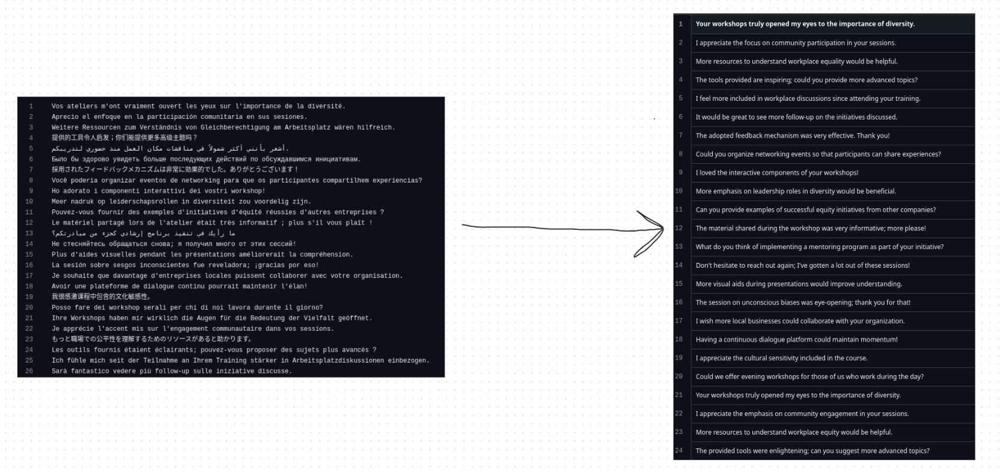 1 Vos ateliers m'ont vraiment ouvert les yeux sur l'importance de la diversité.
2 Aprecio el enfoque en la participación comunitaria en sus sesiones.
3 Weitere Ressourcen zum Verständnis von Gleichberechtigung am Arbeitsplatz wären hilfreich.
4 提供的工具令人启发；你们能提供更多高级主题吗？
5 أشعر بأنني أكثر شمولاً في مناقشات مكان العمل منذ حضوري لتدريبكم.
6 Было бы здорово увидеть больше последующих действий по обсуждавшимся инициативам.
7 採用されたフィードバックメカニズムは非常に効果的でした。ありがとうございます！
8 Você poderia organizar eventos de networking para que os participantes compartilhem experiencias?
9 Ho adorato i componenti interattivi dei vostri workshop!
10 Meer nadruk op leiderschapsrollen in diversiteit zou voordelig zijn.
11 Pouvez-vous fournir des exemples d'initiatives d'équité réussies d'autres entreprises ?
12 Le matériel partagé lors de l'atelier était très informatif ; plus s'il vous plaît !
13 ما رأيك في تنفيذ برنامج إرشادي كجزء من مبادرتكم؟
14 Не стесняйтесь обращаться снова; я получил много от этих сессий!
15 Plus d'aides visuelles pendant les présentations améliorerait la compréhension.
16 La sesión sobre sesgos inconscientes fue reveladora; ¡gracias por eso!
17 Je souhaite que davantage d'entreprises locales puissent collaborer avec votre organisation.
18 Avoir une plateforme de dialogue continu pourrait maintenir l'élan!
19 我很感激课程中包含的文化敏感性。
20 Posso fare dei workshop serali per chi di noi lavora durante il giorno?
21 Ihre Workshops haben mir wirklich die Augen für die Bedeutung der Vielfalt geöffnet.
22 Je apprécie l'accent mis sur l'engagement communautaire dans vos sessions.
23 もっと職場での公平性を理解するためのリソースがあると助かります。
24 Les outils fournis étaient éclairants; pouvez-vous proposer des sujets plus avancés ?
25 Ich fühle mich seit der Teilnahme an Ihrem Training stärker in Arbeitsplatzdiskussionen einbezogen.
26 Sarà fantastico vedere più follow-up sulle iniziative discusse.
1 Your workshops truly opened my eyes to the importance of diversity.
2 I appreciate the focus on community participation in your sessions.
3 More resources to understand workplace equality would be helpful.
4 The tools provided are inspiring; could you provide more advanced topics?
5 I feel more included in workplace discussions since attending your training.
6 It would be great to see more follow-up on the initiatives discussed.
7 The adopted feedback mechanism was very effective. Thank you!
8 Could you organize networking events so that participants can share experiences?
9 I loved the interactive components of your workshops!
10 More emphasis on leadership roles in diversity would be beneficial.
11 Can you provide examples of successful equity initiatives from other companies?
12 The material shared during the workshop was very informative; more please!
13 What do you think of implementing a mentoring program as part of your initiative?
14 Don't hesitate to reach out again; I've gotten a lot out of these sessions!
15 More visual aids during presentations would improve understanding.
16 The session on unconscious biases was eye-opening; thank you for that!
17 I wish more local businesses could collaborate with your organization.
18 Having a continuous dialogue platform could maintain momentum!
19 I appreciate the cultural sensitivity included in the course.
20 Could we offer evening workshops for those of us who work during the day?
21 Your workshops truly opened my eyes to the importance of diversity.
22 I appreciate the emphasis on community engagement in your sessions.
23 More resources to understand workplace equity would be helpful.
24 The provided tools were enlightening; can you suggest more advanced topics?